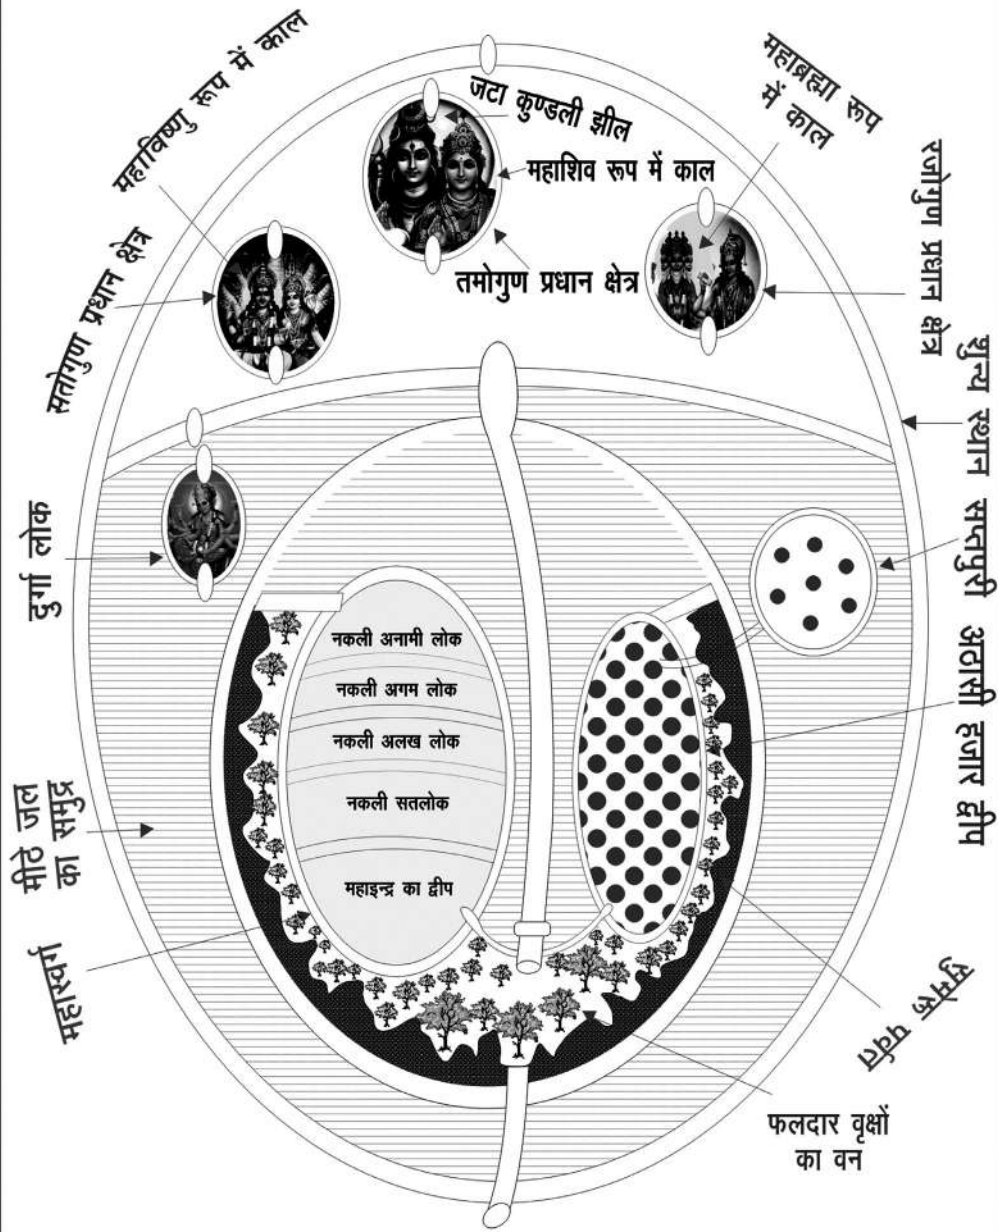 महाविष्णु रूप में काल
जटा कुण्डली झील
महाब्रह्मा रूप
में काल
महाशिव रूप में काल
रजोगुण प्रधान क्षेत्र
सतोगुण प्रधान क्षेत्र
तमोगुण प्रधान क्षेत्र
शुन्य स्थान
दुर्गा लोक
सप्तपुरी
नकली अनामी लोक
नकली अगम लोक
नकली अलख लोक
नकली सतलोक
महाइन्द्र का द्वीप
अठासी हजार द्वीप
मीठे जल
का समुद्र
महास्वर्ग
सुमेरू पर्वत
फलदार वृक्षों
का वन